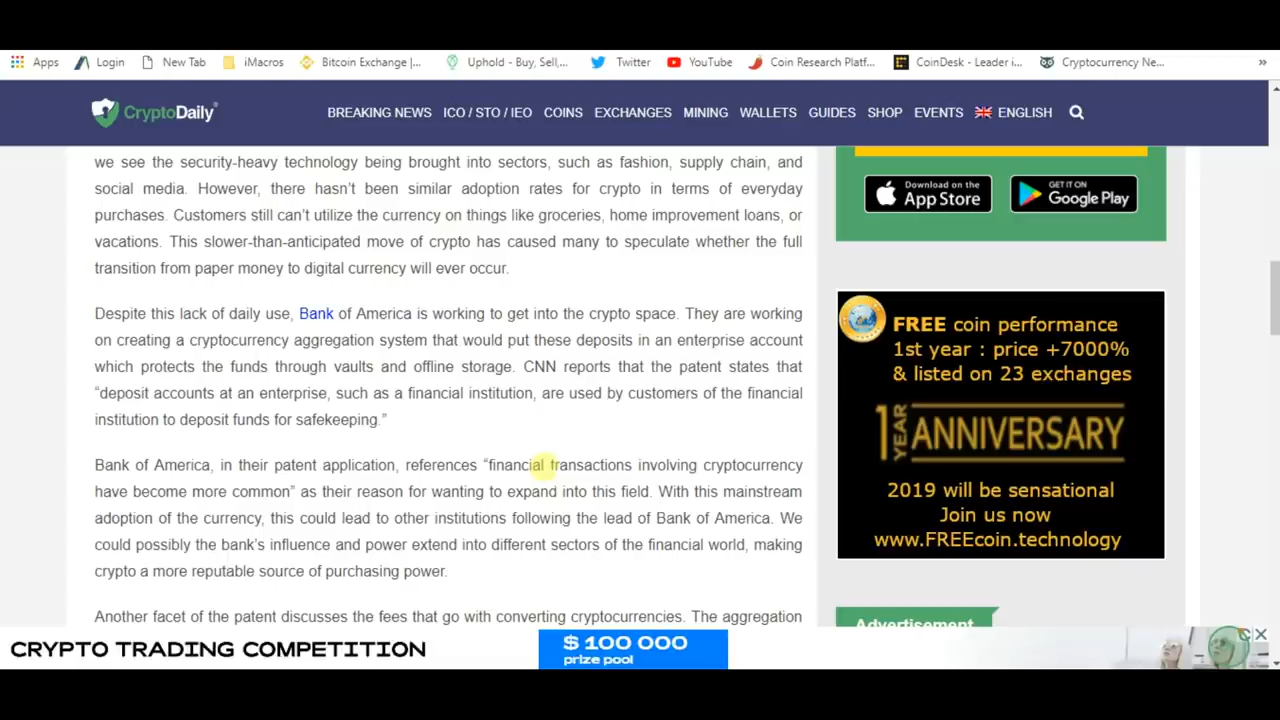 Apps
Login
New Tab
iMacros
Bitcoin Exchange |...
Uphold - Buy, Sell,...
Twitter
YouTube
Coin Research Platf...
CoinDesk - Leader i...
Cryptocurrency Ne...
»
CryptoDaily
BREAKING NEWS
ICO / STO / IEO
COINS
EXCHANGES
MINING
WALLETS
GUIDES
SHOP
EVENTS
ENGLISH
we see the security-heavy technology being brought into sectors, such as fashion, supply chain, and
social media. However, there hasn’t been similar adoption rates for crypto in terms of everyday
purchases. Customers still can’t utilize the currency on things like groceries, home improvement loans, or
vacations. This slower-than-anticipated move of crypto has caused many to speculate whether the full
transition from paper money to digital currency will ever occur.
Despite this lack of daily use, Bank of America is working to get into the crypto space. They are working
on creating a cryptocurrency aggregation system that would put these deposits in an enterprise account
which protects the funds through vaults and offline storage. CNN reports that the patent states that
“deposit accounts at an enterprise, such as a financial institution, are used by customers of the financial
institution to deposit funds for safekeeping.”
Bank of America, in their patent application, references “financial transactions involving cryptocurrency
have become more common” as their reason for wanting to expand into this field. With this mainstream
adoption of the currency, this could lead to other institutions following the lead of Bank of America. We
could possibly the bank’s influence and power extend into different sectors of the financial world, making
crypto a more reputable source of purchasing power.
Another facet of the patent discusses the fees that go with converting cryptocurrencies. The aggregation
Download on the
App Store
GET IT ON
Google Play
FREE coin performance
1st year : price +7000%
& listed on 23 exchanges
1 YEAR ANNIVERSARY
2019 will be sensational
Join us now
www.FREEcoin.technology
Advertisement
CRYPTO TRADING COMPETITION
$ 100 000
prize pool